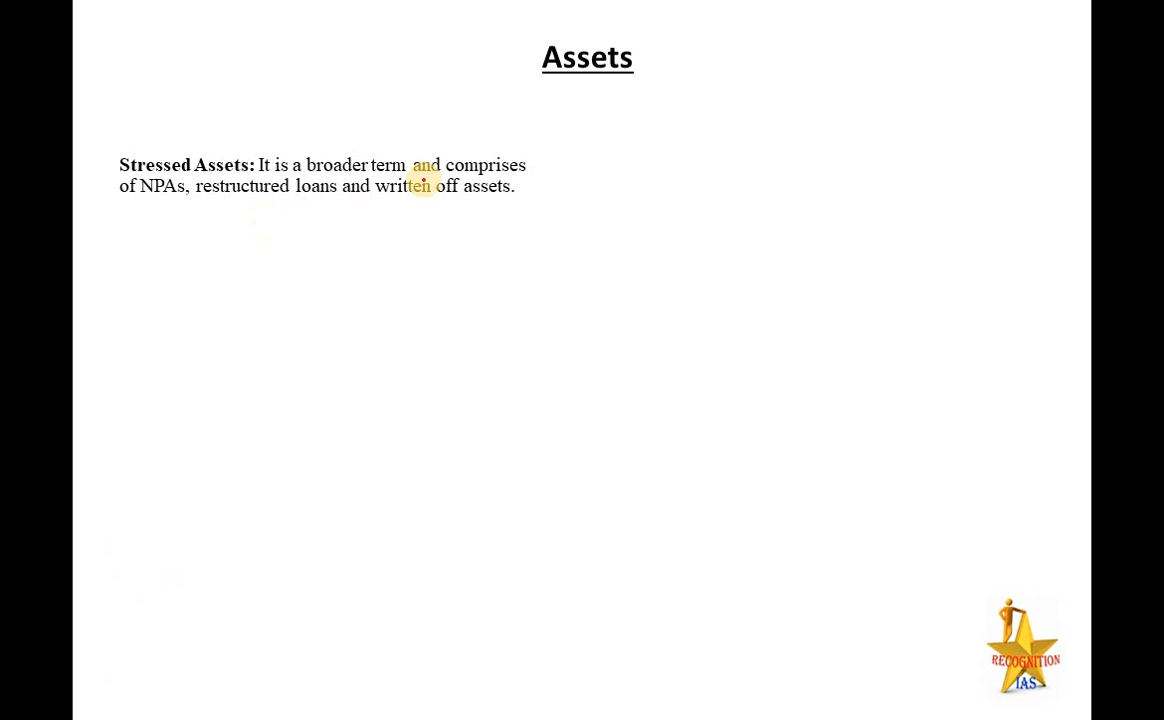 Assets
Stressed Assets: It is a broader term and comprises
of NPAs, restructured loans and written off assets.
RECOGNITION
IAS